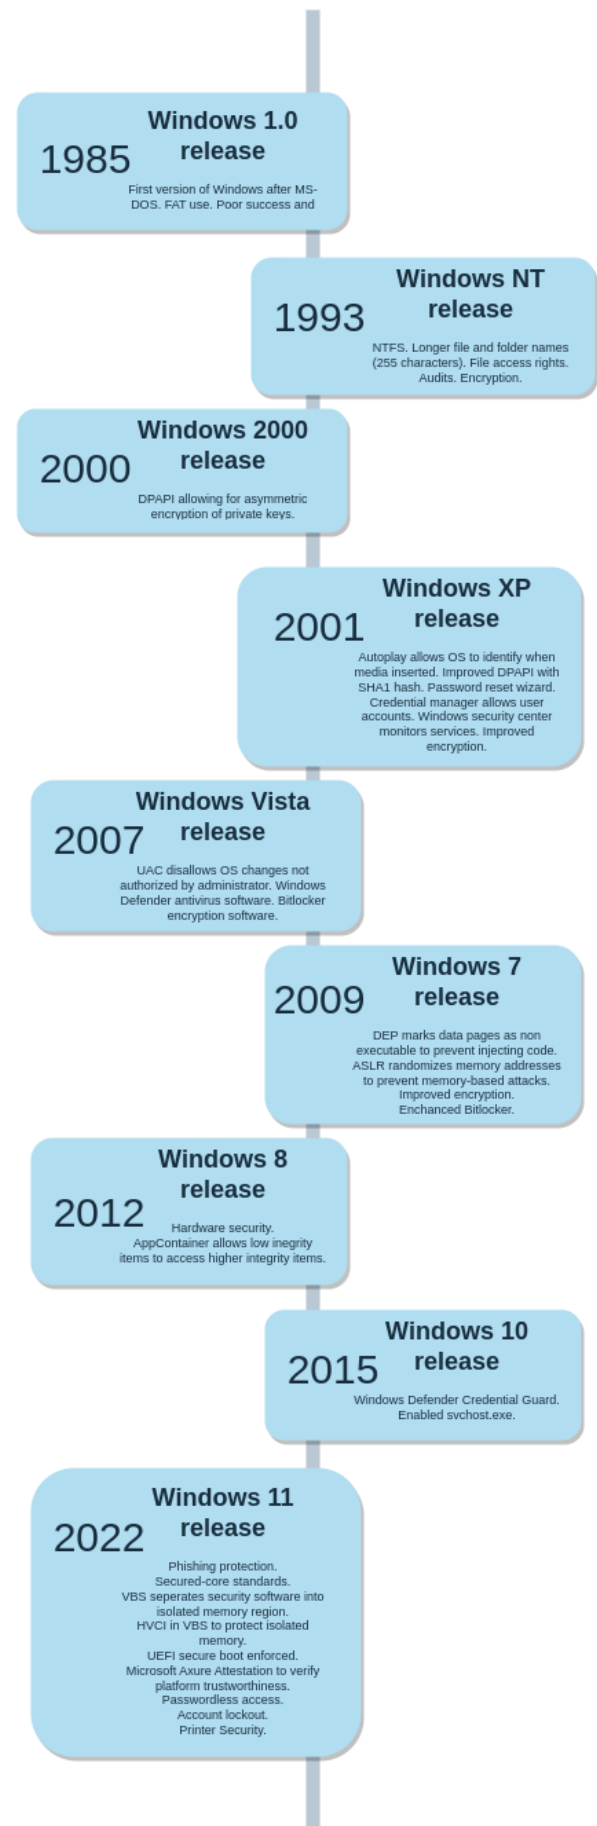 Windows 1.0
release
1985
First version of Windows after MS-
DOS. FAT use. Poor success and
Windows NT
release
1993
NTFS. Longer file and folder names
(255 characters). File access rights.
Audits. Encryption.
Windows 2000
release
2000
DPAPI allowing for asymmetric
encryption of private keys.
Windows XP
release
2001
Autoplay allows OS to identify when
media inserted. Improved DPAPI with
SHA1 hash. Password reset wizard.
Credential manager allows user
accounts. Windows security center
monitors services. Improved
encryption.
Windows Vista
release
2007
UAC disallows OS changes not
authorized by administrator. Windows
Defender antivirus software. Bitlocker
encryption software.
Windows 7
release
2009
DEP marks data pages as non
executable to prevent injecting code.
ASLR randomizes memory addresses
to prevent memory-based attacks.
Improved encryption.
Enchanced Bitlocker.
Windows 8
release
2012
Hardware security.
AppContainer allows low inegrity
items to access higher integrity items.
Windows 10
release
2015
Windows Defender Credential Guard.
Enabled svchost.exe.
Windows 11
release
2022
Phishing protection.
Secured-core standards.
VBS seperates security software into
isolated memory region.
HVCI in VBS to protect isolated
memory.
UEFI secure boot enforced.
Microsoft Axure Attestation to verify
platform trustworthiness.
Passwordless access.
Account lockout.
Printer Security.